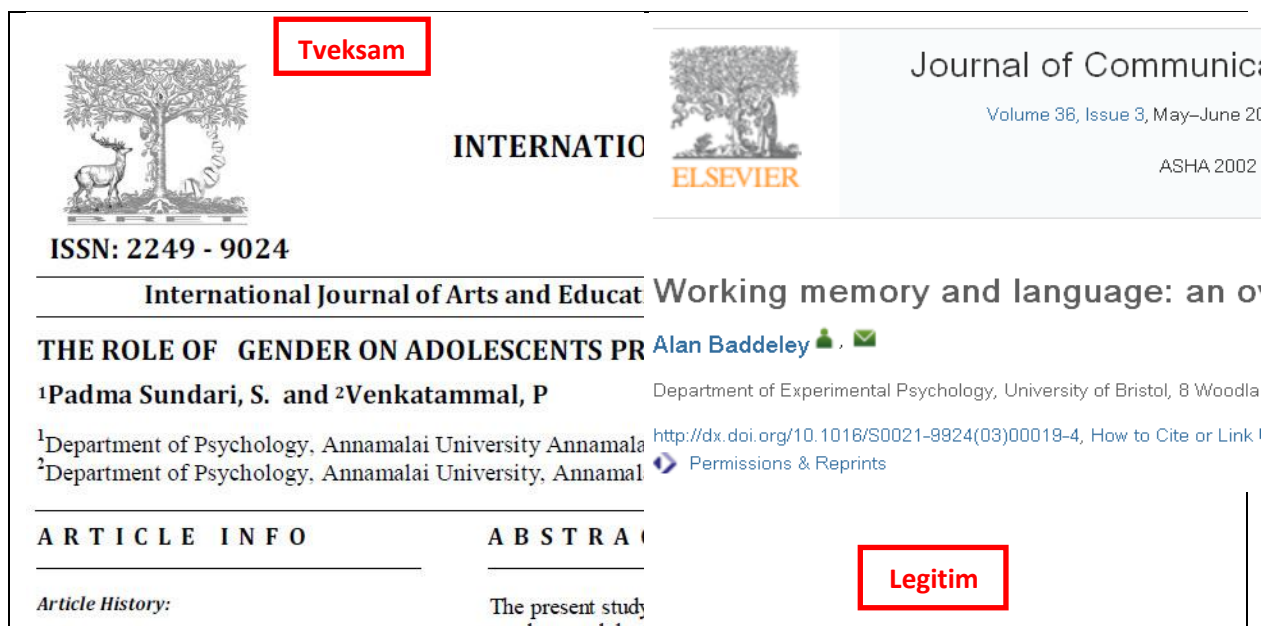 Tveksam
INTERNATIO
ISSN: 2249 - 9024
International Journal of Arts and Educat
THE ROLE OF GENDER ON ADOLESCENTS PR
¹Padma Sundari, S. and ²Venkatammal, P
¹Department of Psychology, Annamalai University Annamala
²Department of Psychology, Annamalai University, Annamal
ARTICLE INFO
ABSTRA
Article History:
The present study
Journal of Communica
Volume 36, Issue 3, May–June 20
ASHA 2002
ELSEVIER
Working memory and language: an ov
Alan Baddeley ,
Department of Experimental Psychology, University of Bristol, 8 Woodla
http://dx.doi.org/10.1016/S0021-9924(03)00019-4, How to Cite or Link
Permissions & Reprints
Legitim